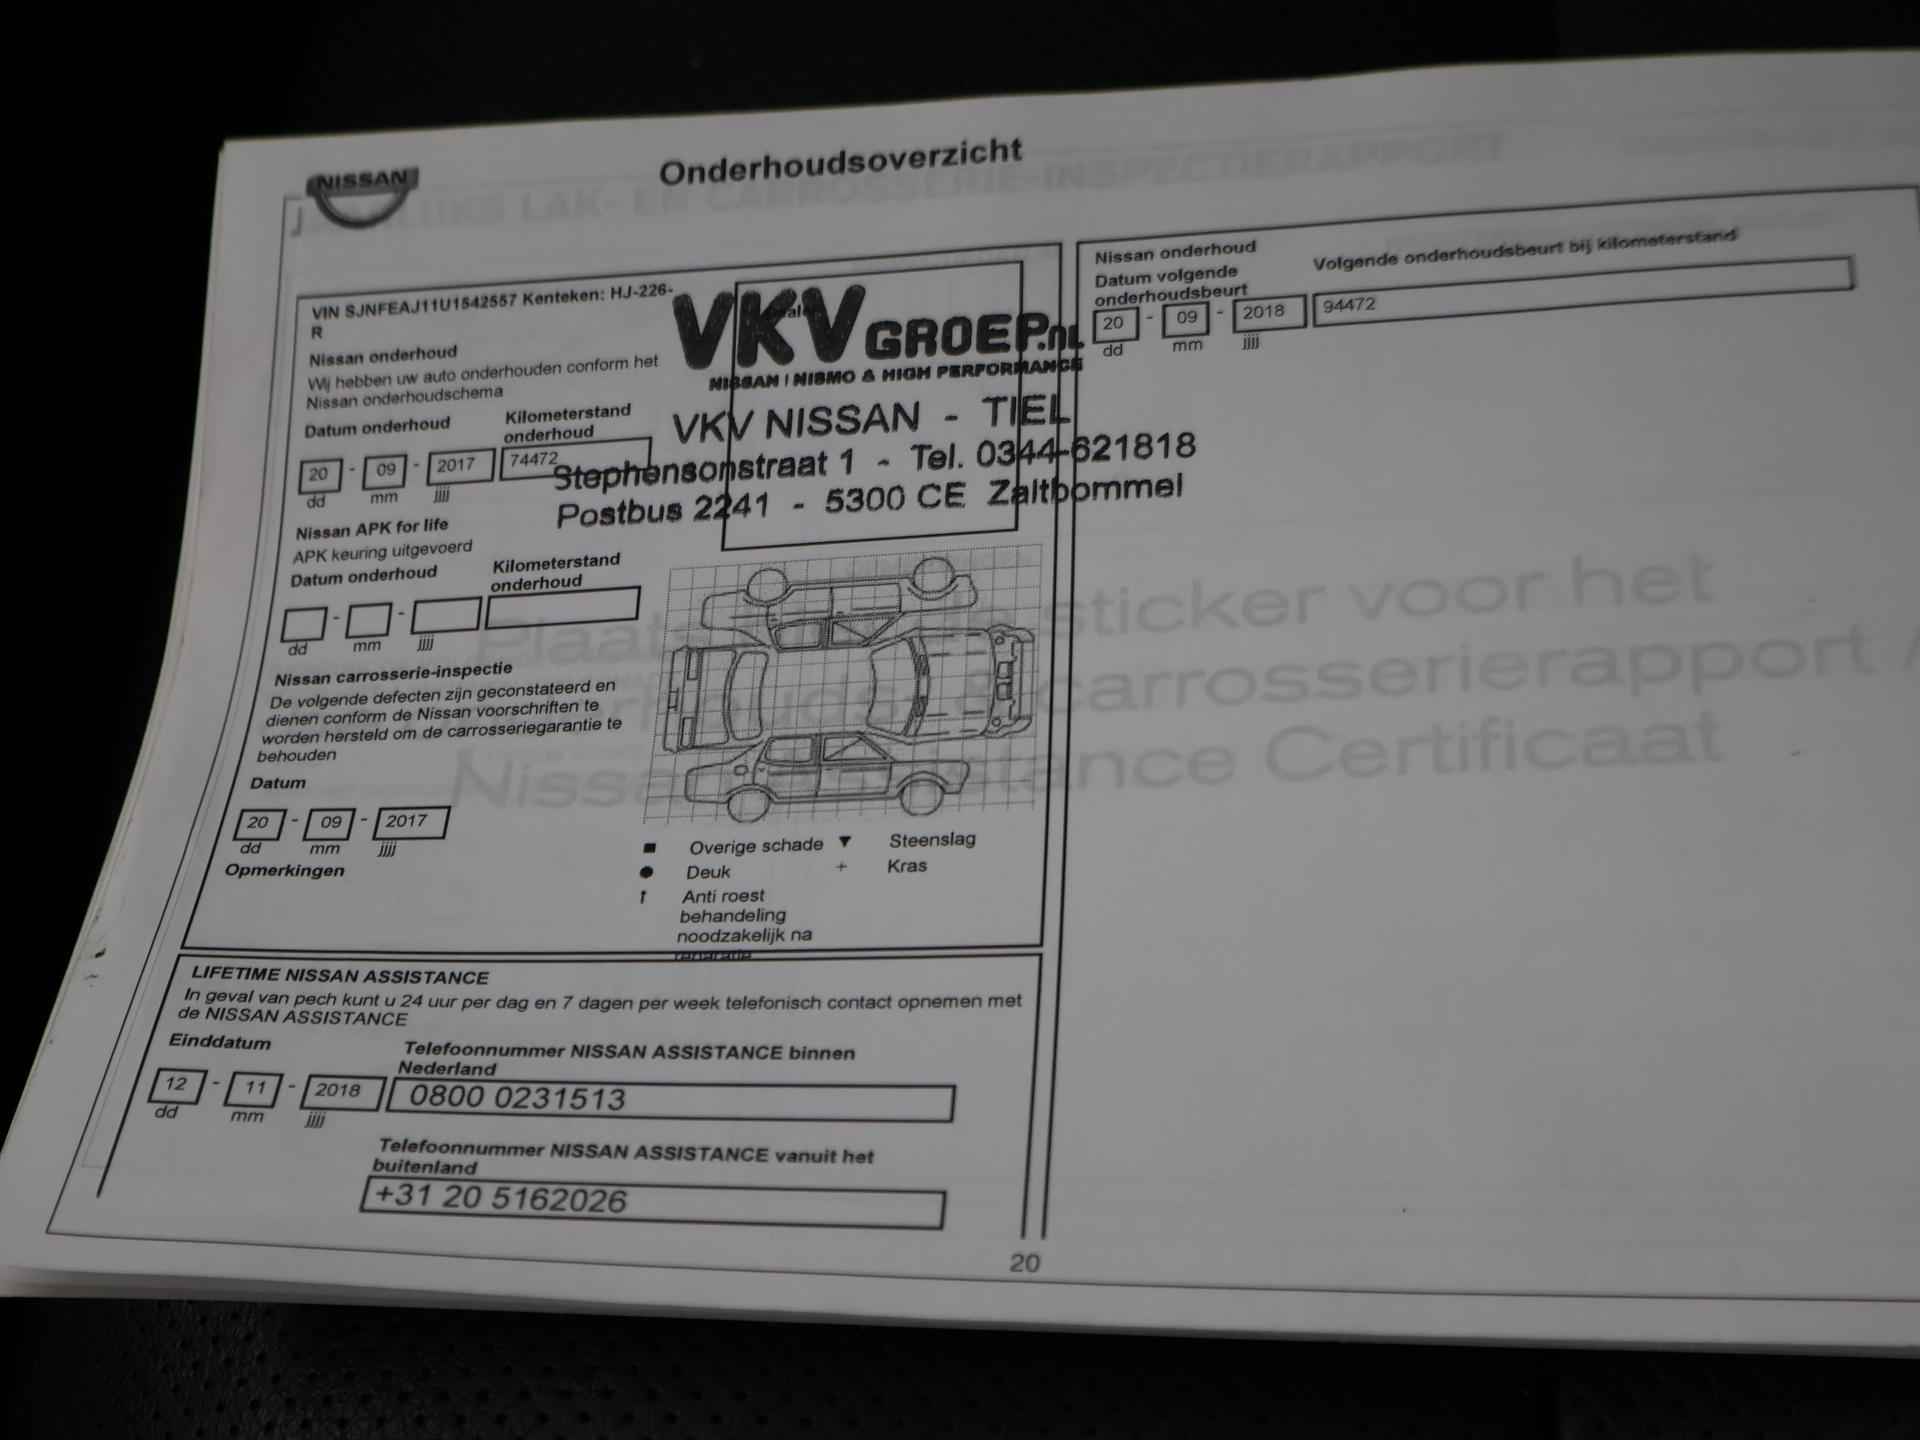 NISSAN
Onderhoudsoverzicht
VIN SJNFEAJ11U1542557 Kenteken: HJ-226-
R
Nissan onderhoud
Wij hebben uw auto onderhouden conform het
Nissan onderhoudschema
Datum onderhoud
Kilometerstand
onderhoud
20 - 09 - 2017
74472
dd mm jjjj
Nissan APK for life
APK keuring uitgevoerd
Datum onderhoud
Kilometerstand
onderhoud
dd - mm - jjjj
Nissan carrosserie-inspectie
De volgende defecten zijn geconstateerd en
dienen conform de Nissan voorschriften te
worden hersteld om de carrosseriegarantie te
behouden
Datum
20 - 09 - 2017
dd mm jjjj
Opmerkingen
VKV GROEP.nl
NISSAN | NISMO & HIGH PERFORMANCE
VKV NISSAN - TIEL
Stephensonstraat 1 - Tel. 0344-621818
Postbus 2241 - 5300 CE Zaltbommel
Overige schade
Steenslag
Deuk
+ Kras
Anti roest
behandeling
noodzakelijk na
reparatie
LIFETIME NISSAN ASSISTANCE
In geval van pech kunt u 24 uur per dag en 7 dagen per week telefonisch contact opnemen met
de NISSAN ASSISTANCE
Einddatum
12 - 11 - 2018
dd mm jjjj
Telefoonnummer NISSAN ASSISTANCE binnen
Nederland
0800 0231513
Telefoonnummer NISSAN ASSISTANCE vanuit het
buitenland
+31 20 5162026
Nissan onderhoud
Datum volgende
onderhoudsbeurt
20 - 09 - 2018
dd mm jjjj
Volgende onderhoudsbeurt bij kilometerstand
94472
20